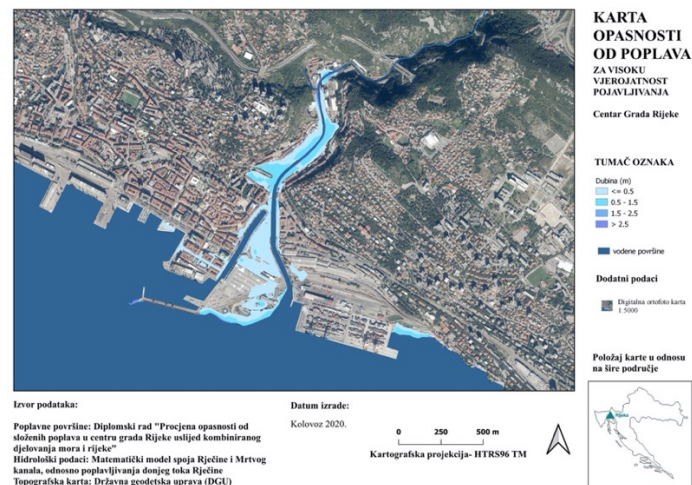 KARTA
OPASNOSTI
OD POPLAVA
ZA VISOKU
VJEROJATNOST
POJAVLJIVANJA
Centar Grada Rijeke
TUMAČ OZNAKA
Dubina (m)
<= 0.5
0.5 - 1.5
1.5 - 2.5
> 2.5
vodene površine
Dodatni podaci
Digitalna ortofoto karta
1:5000
Položaj karte u odnosu
na šire područje
Rijeka
Izvor podataka:
Poplavne površine: Diplomski rad "Procjena opasnosti od
složenih poplava u centru grada Rijeke uslijed kombiniranog
djelovanja mora i rijeke"
Hidrološki podaci: Matematički model spoja Rječine i Mrtvog
kanala, odnosno poplavljivanja donjeg toka Rječine
Topografska karta: Državna geodetska uprava (DGU)
Datum izrade:
Kolovoz 2020.
0 250 500 m
Kartografska projekcija- HTRS96 TM